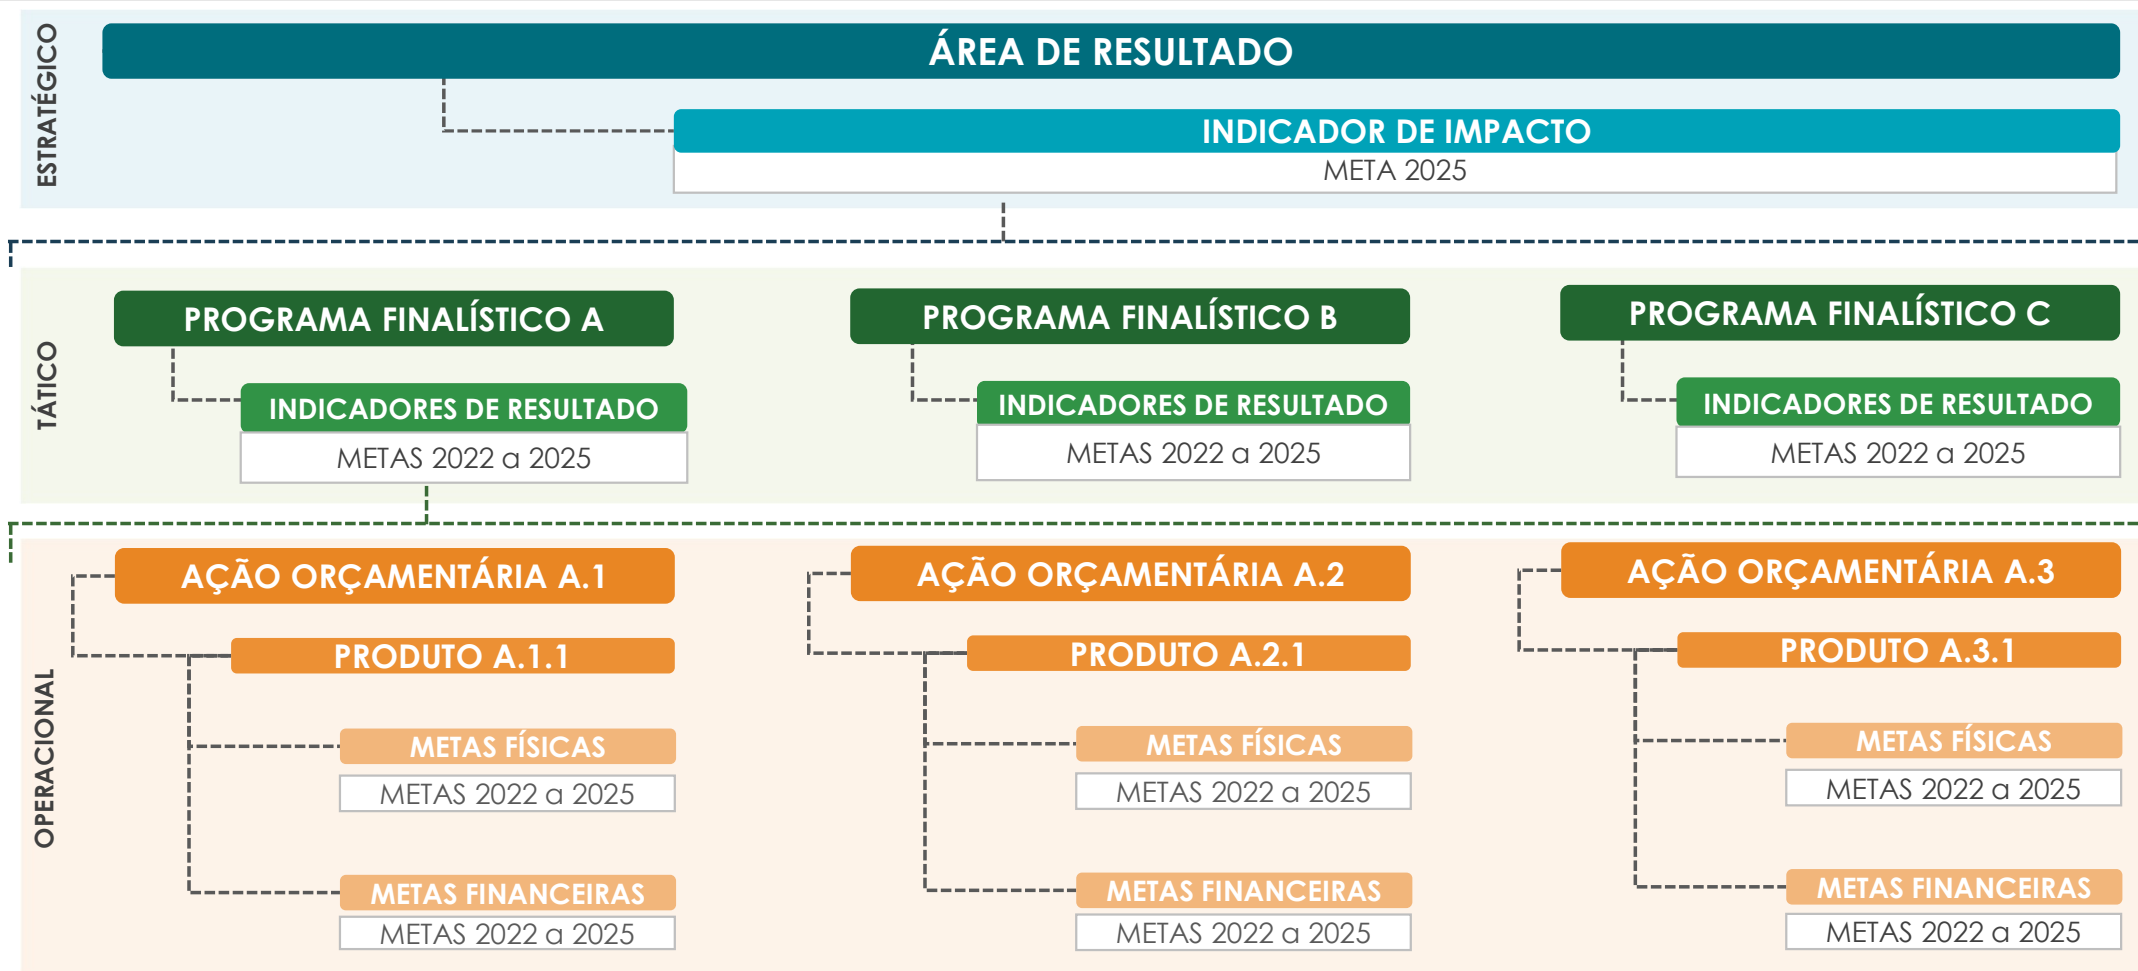 ESTRATÉGICO
ÁREA DE RESULTADO
INDICADOR DE IMPACTO
META 2025
TÁTICO
PROGRAMA FINALÍSTICO A
INDICADORES DE RESULTADO
METAS 2022 a 2025
PROGRAMA FINALÍSTICO B
INDICADORES DE RESULTADO
METAS 2022 a 2025
PROGRAMA FINALÍSTICO C
INDICADORES DE RESULTADO
METAS 2022 a 2025
OPERACIONAL
AÇÃO ORÇAMENTÁRIA A.1
PRODUTO A.1.1
METAS FÍSICAS
METAS 2022 a 2025
METAS FINANCEIRAS
METAS 2022 a 2025
AÇÃO ORÇAMENTÁRIA A.2
PRODUTO A.2.1
METAS FÍSICAS
METAS 2022 a 2025
METAS FINANCEIRAS
METAS 2022 a 2025
AÇÃO ORÇAMENTÁRIA A.3
PRODUTO A.3.1
METAS FÍSICAS
METAS 2022 a 2025
METAS FINANCEIRAS
METAS 2022 a 2025